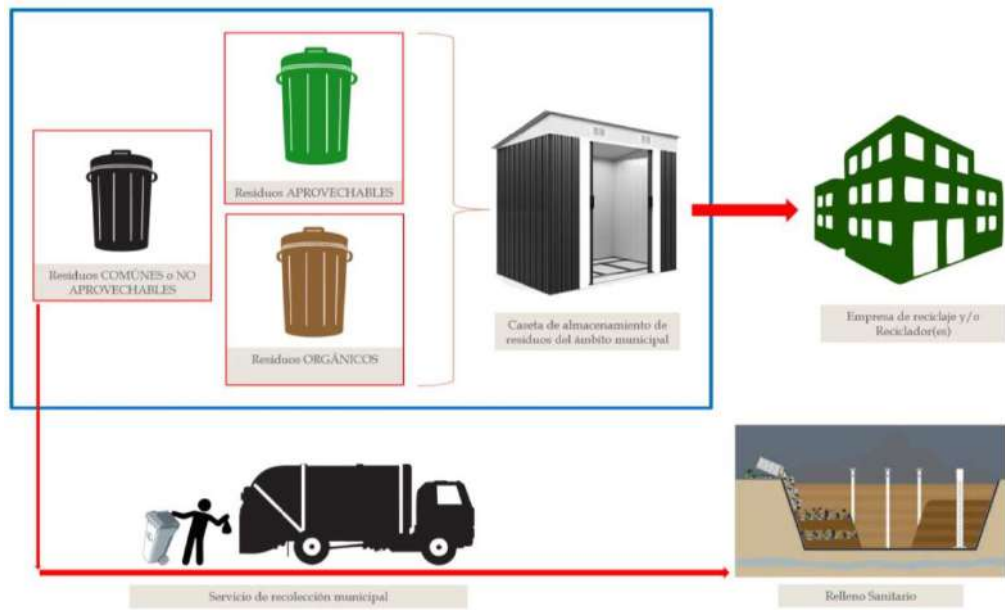 Residuos APROVECHABLES
Residuos COMÚNES o NO
APROVECHABLES
Residuos ORGÁNICOS
Caseta de almacenamiento de
residuos del ámbito municipal
Empresa de reciclaje y/o
Reciclador(es)
Servicio de recolección municipal
Relleno Sanitario